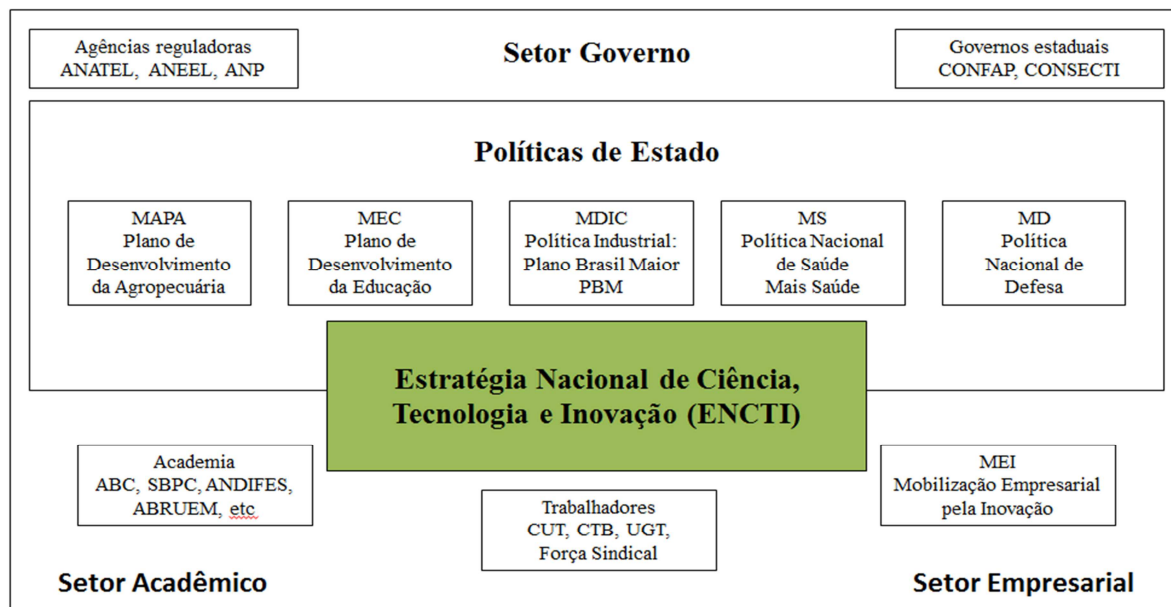 Agências reguladoras
ANATEL, ANEEL, ANP
Setor Governo
Governos estaduais
CONFAP, CONSECTI
Políticas de Estado
MAPA
Plano de
Desenvolvimento
da Agropecuária
MEC
Plano de
Desenvolvimento
da Educação
MDIC
Política Industrial:
Plano Brasil Maior
PBM
MS
Política Nacional
de Saúde
Mais Saúde
MD
Política
Nacional de
Defesa
Estratégia Nacional de Ciência,
Tecnologia e Inovação (ENCTI)
Academia
ABC, SBPC, ANDIFES,
ABRUEM, etc
Trabalhadores
CUT, CTB, UGT,
Força Sindical
MEI
Mobilização Empresarial
pela Inovação
Setor Acadêmico
Setor Empresarial